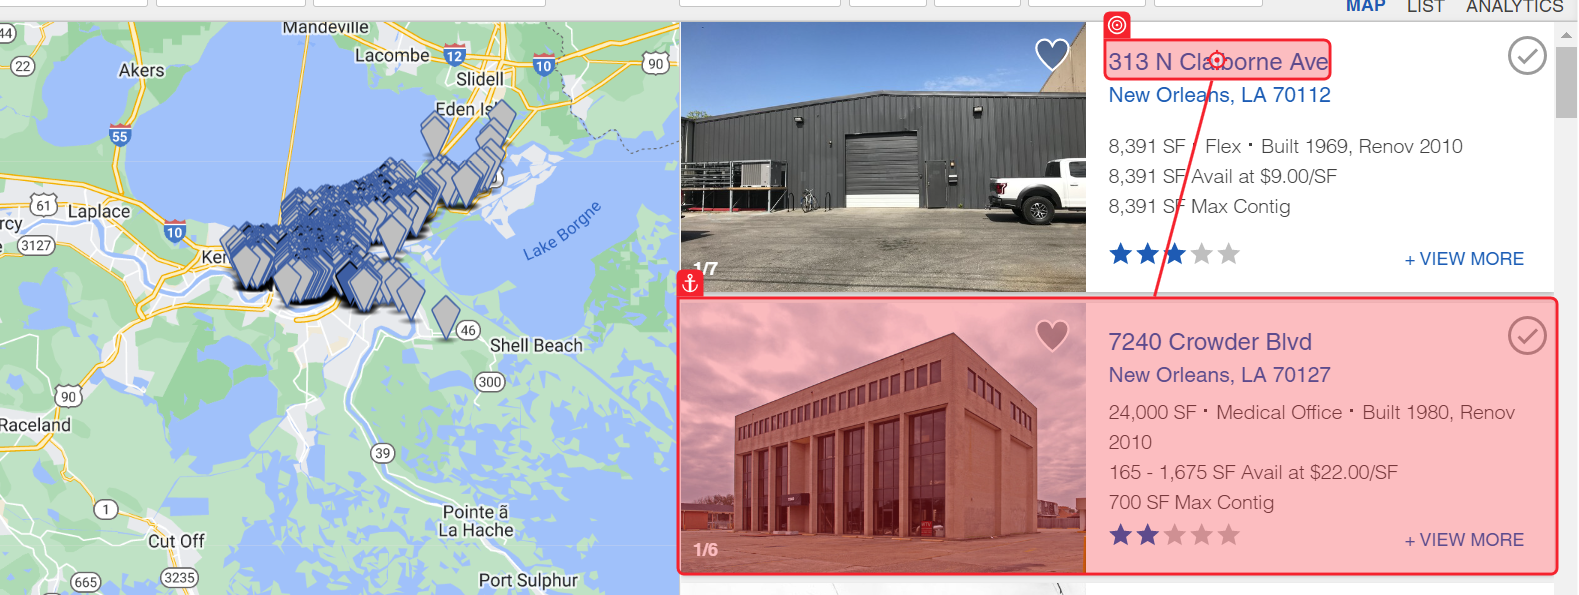 MAP LIST ANALYTICS
Mandeville
44
Lacombe
12
10
90
22
Akers
Slidell
Eden Is
55
61
Laplace
10
3127
Ken
Lake Borgne
46
Shell Beach
300
90
Raceland
39
1
Pointe ã
La Hache
Cut Off
3235
665
Port Sulphur
1/7
313 N Claiborne Ave
New Orleans, LA 70112
8,391 SF · Flex · Built 1969, Renov 2010
8,391 SF Avail at $9.00/SF
8,391 SF Max Contig
+ VIEW MORE
1/6
7240 Crowder Blvd
New Orleans, LA 70127
24,000 SF · Medical Office · Built 1980, Renov
2010
165 - 1,675 SF Avail at $22.00/SF
700 SF Max Contig
+ VIEW MORE